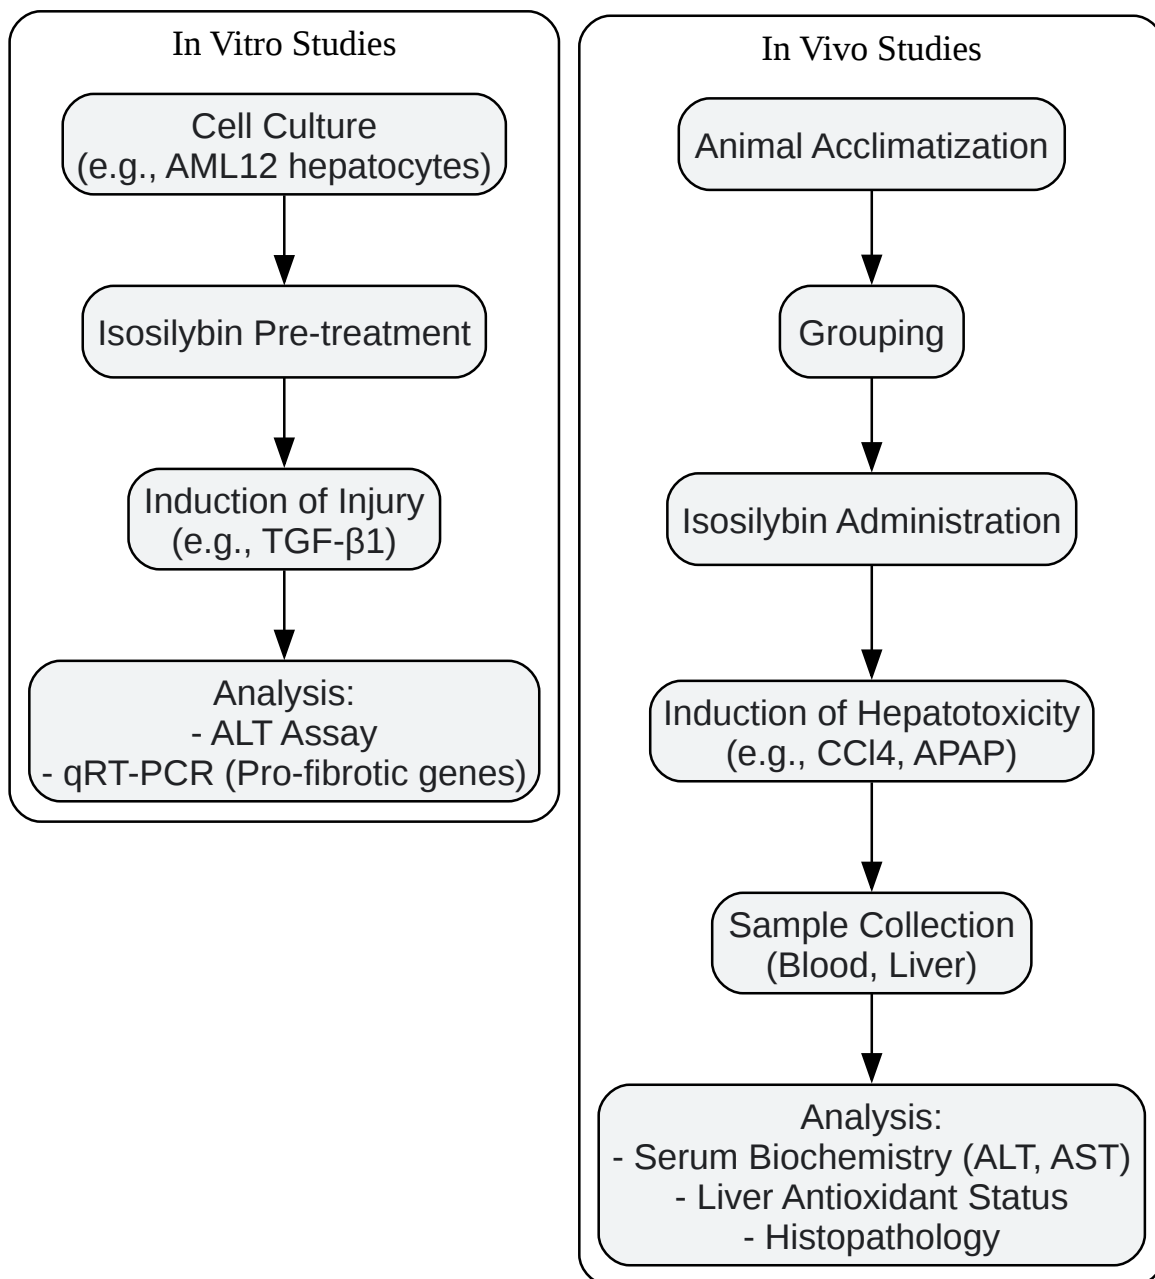 In Vitro Studies
Cell Culture
(e.g., AML12 hepatocytes)
Isosilybin Pre-treatment
Induction of Injury
(e.g., TGF-β1)
Analysis:
- ALT Assay
- qRT-PCR (Pro-fibrotic genes)
In Vivo Studies
Animal Acclimatization
Grouping
Isosilybin Administration
Induction of Hepatotoxicity
(e.g., CCl4, APAP)
Sample Collection
(Blood, Liver)
Analysis:
- Serum Biochemistry (ALT, AST)
- Liver Antioxidant Status
- Histopathology